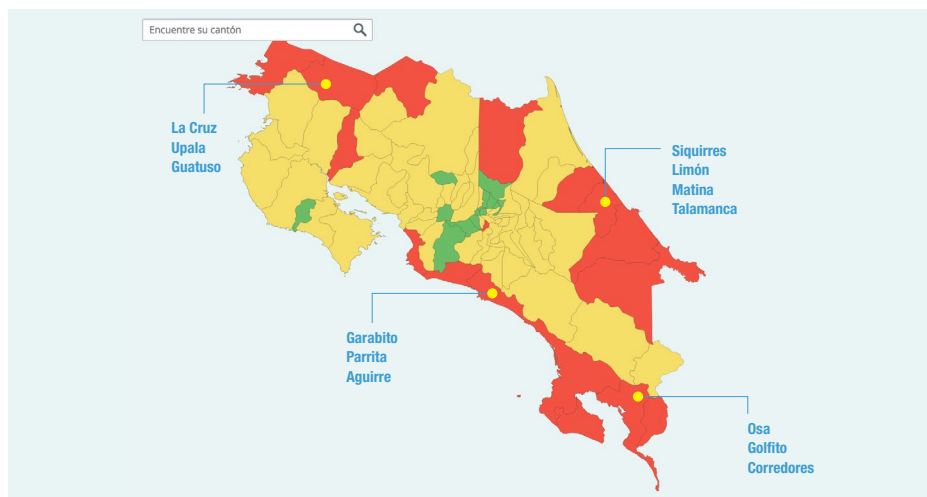 Encuentre su cantón
La Cruz
Upala
Guatuso
Siquirres
Limón
Matina
Talamanca
Garabito
Parrita
Aguirre
Osa
Golfito
Corredores